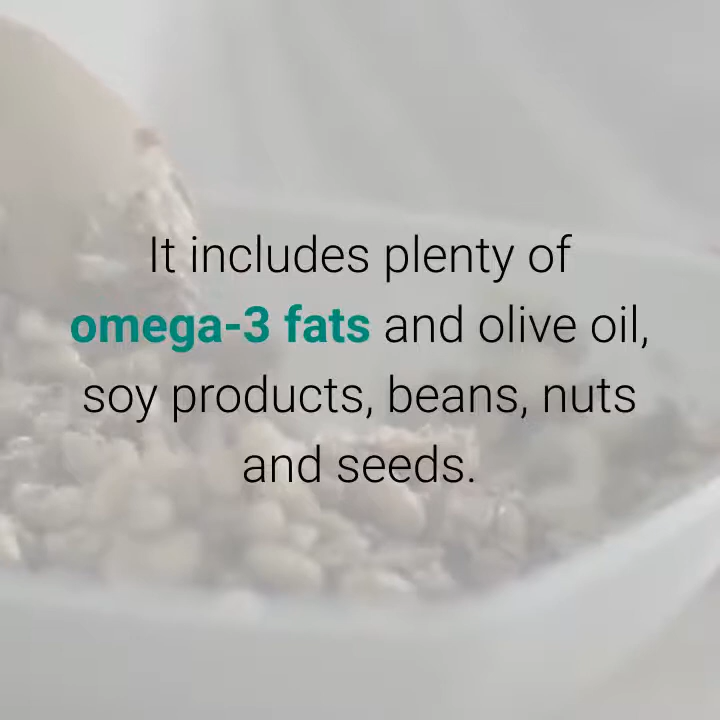 It includes plenty of
omega-3 fats and olive oil,
soy products, beans, nuts
and seeds.